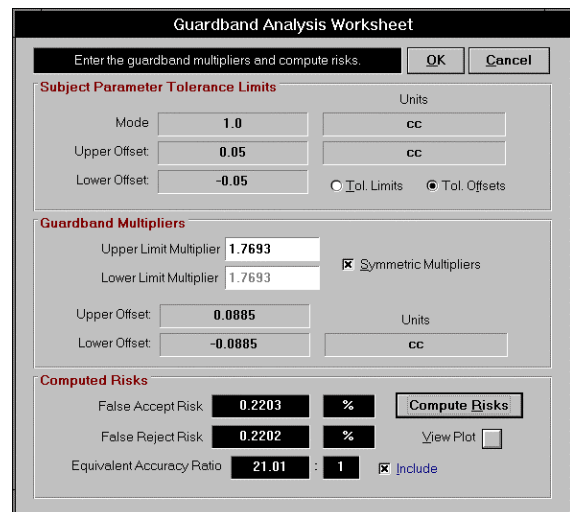 Guardband Analysis Worksheet
Enter the guardband multipliers and compute risks. OK Cancel
Subject Parameter Tolerance Limits
Units
Mode 1.0 cc
Upper Offset: 0.05 cc
Lower Offset: -0.05 Tol. Limits Tol. Offsets
Guardband Multipliers
Upper Limit Multiplier 1.7693
Symmetric Multipliers
Lower Limit Multiplier 1.7693
Upper Offset: 0.0885 Units
Lower Offset: -0.0885 cc
Computed Risks
False Accept Risk 0.2203 % Compute Risks
False Reject Risk 0.2202 % View Plot
Equivalent Accuracy Ratio 21.01 : 1 Include